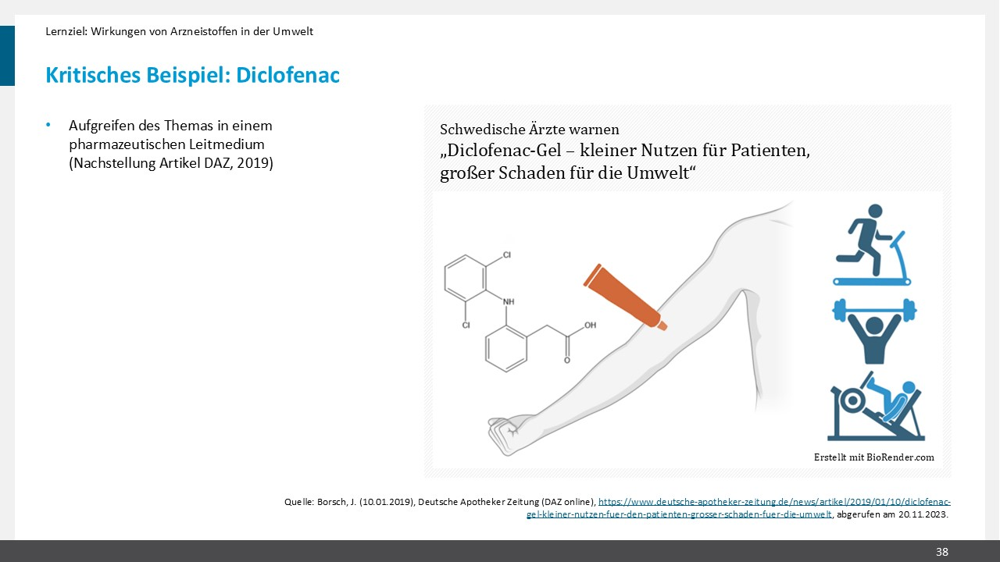 Lernziel: Wirkungen von Arzneistoffen in der Umwelt
Kritisches Beispiel: Diclofenac
• Aufgreifen des Themas in einem
pharmazeutischen Leitmedium
(Nachstellung Artikel DAZ, 2019)
Schwedische Ärzte warnen
„Diclofenac-Gel – kleiner Nutzen für Patienten,
großer Schaden für die Umwelt“
Cl
NH
Cl
OH
O
Erstellt mit BioRender.com
Quelle: Borsch, J. (10.01.2019), Deutsche Apotheker Zeitung (DAZ online), https://www.deutsche-apotheker-zeitung.de/news/artikel/2019/01/10/diclofenac-
gel-kleiner-nutzen-fuer-den-patienten-grosser-schaden-fuer-die-umwelt, abgerufen am 20.11.2023.
38